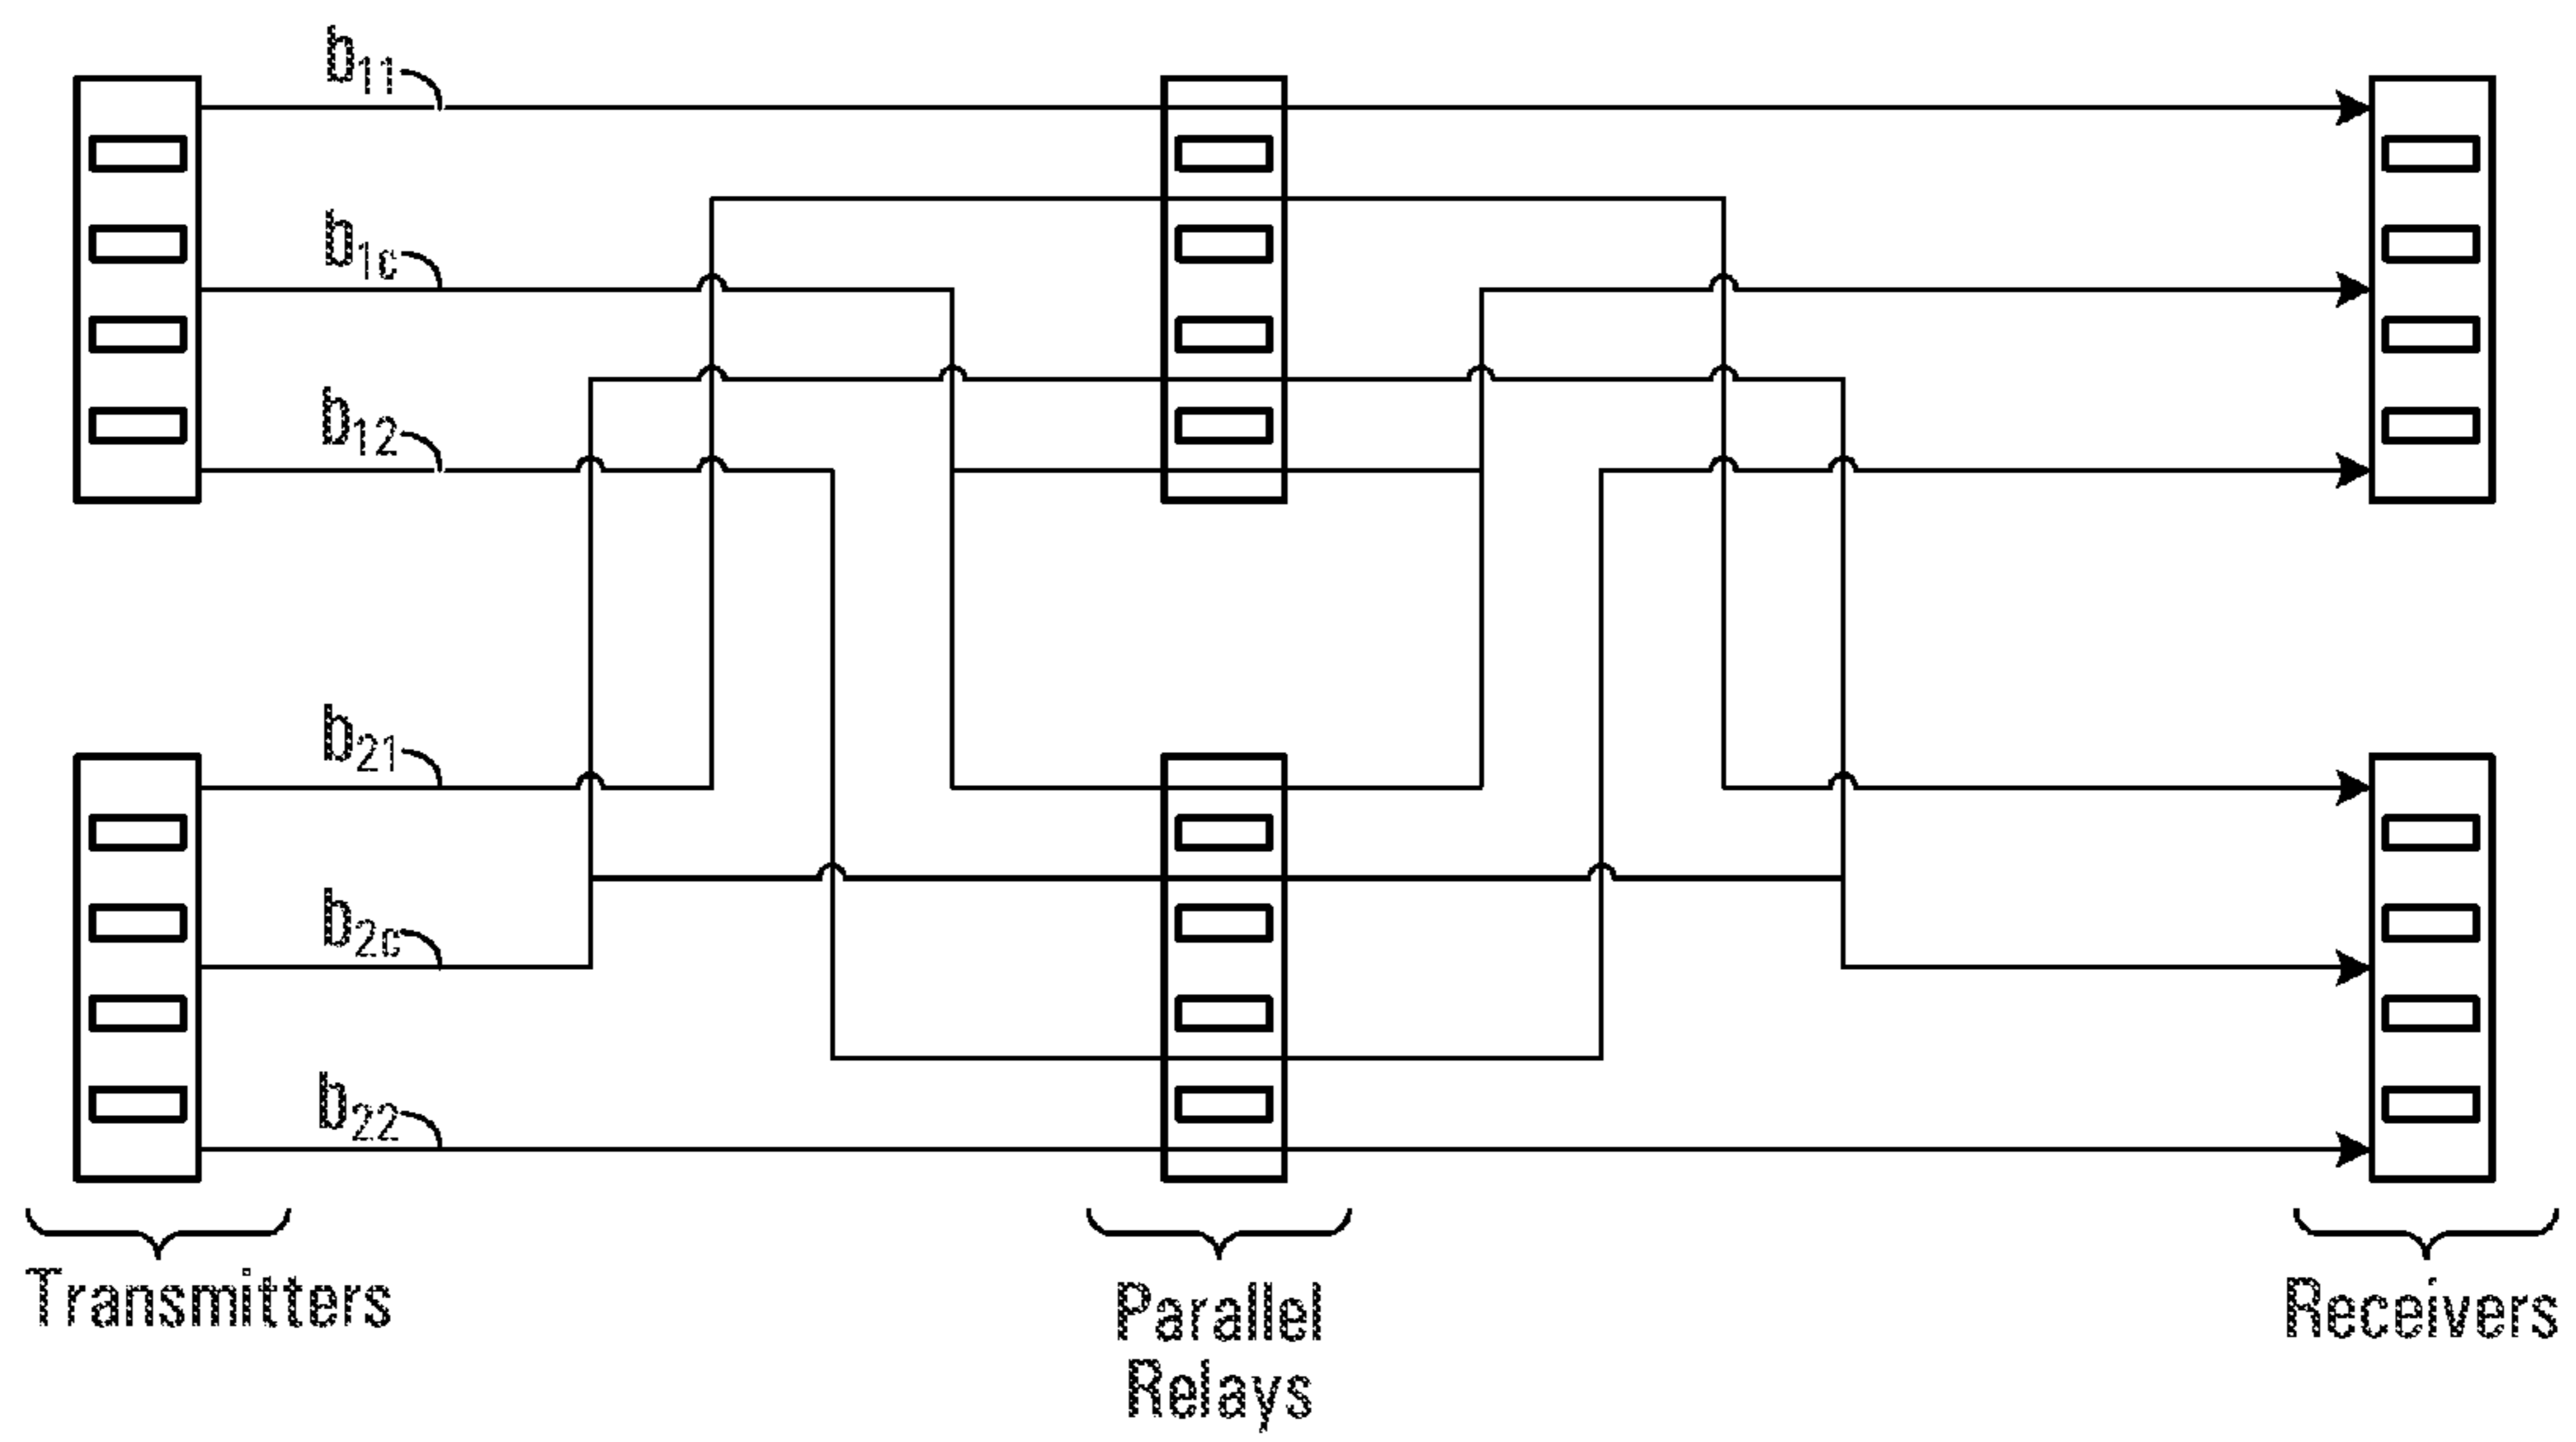 b11
b1c
b12
b21
b2c
b22
Transmitters
Parallel
Relays
Receivers